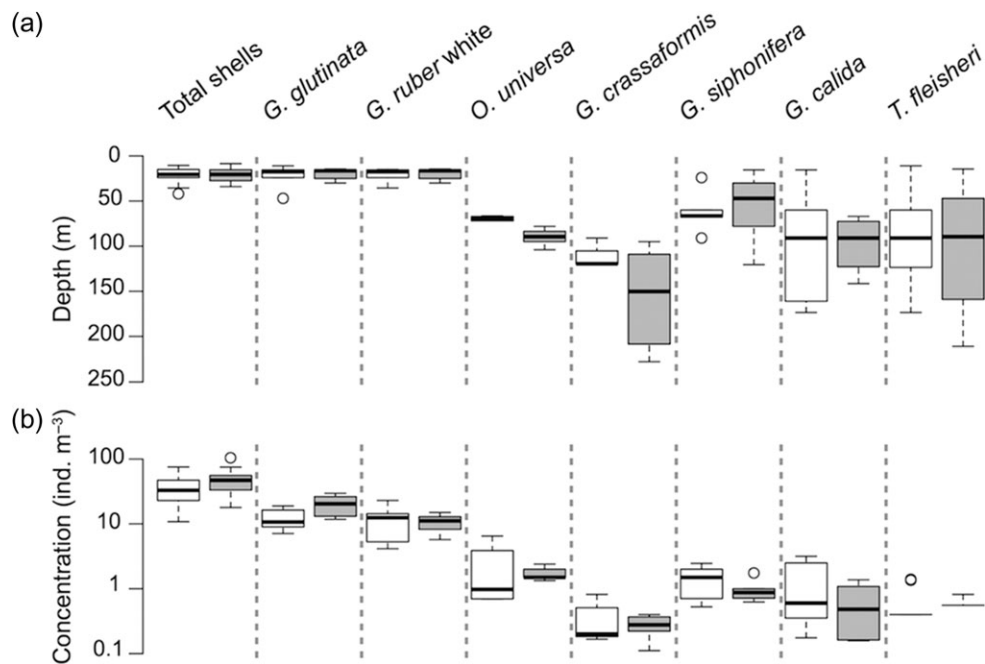 (a)
Total shells
G. glutinata
G. ruber white
O. universa
G. crassaformis
G. siphonifera
G. calida
T. fleisheri
Depth (m)
0
50
100
150
200
250
(b)
Concentration (ind. m⁻³)
100
10
1
0.1